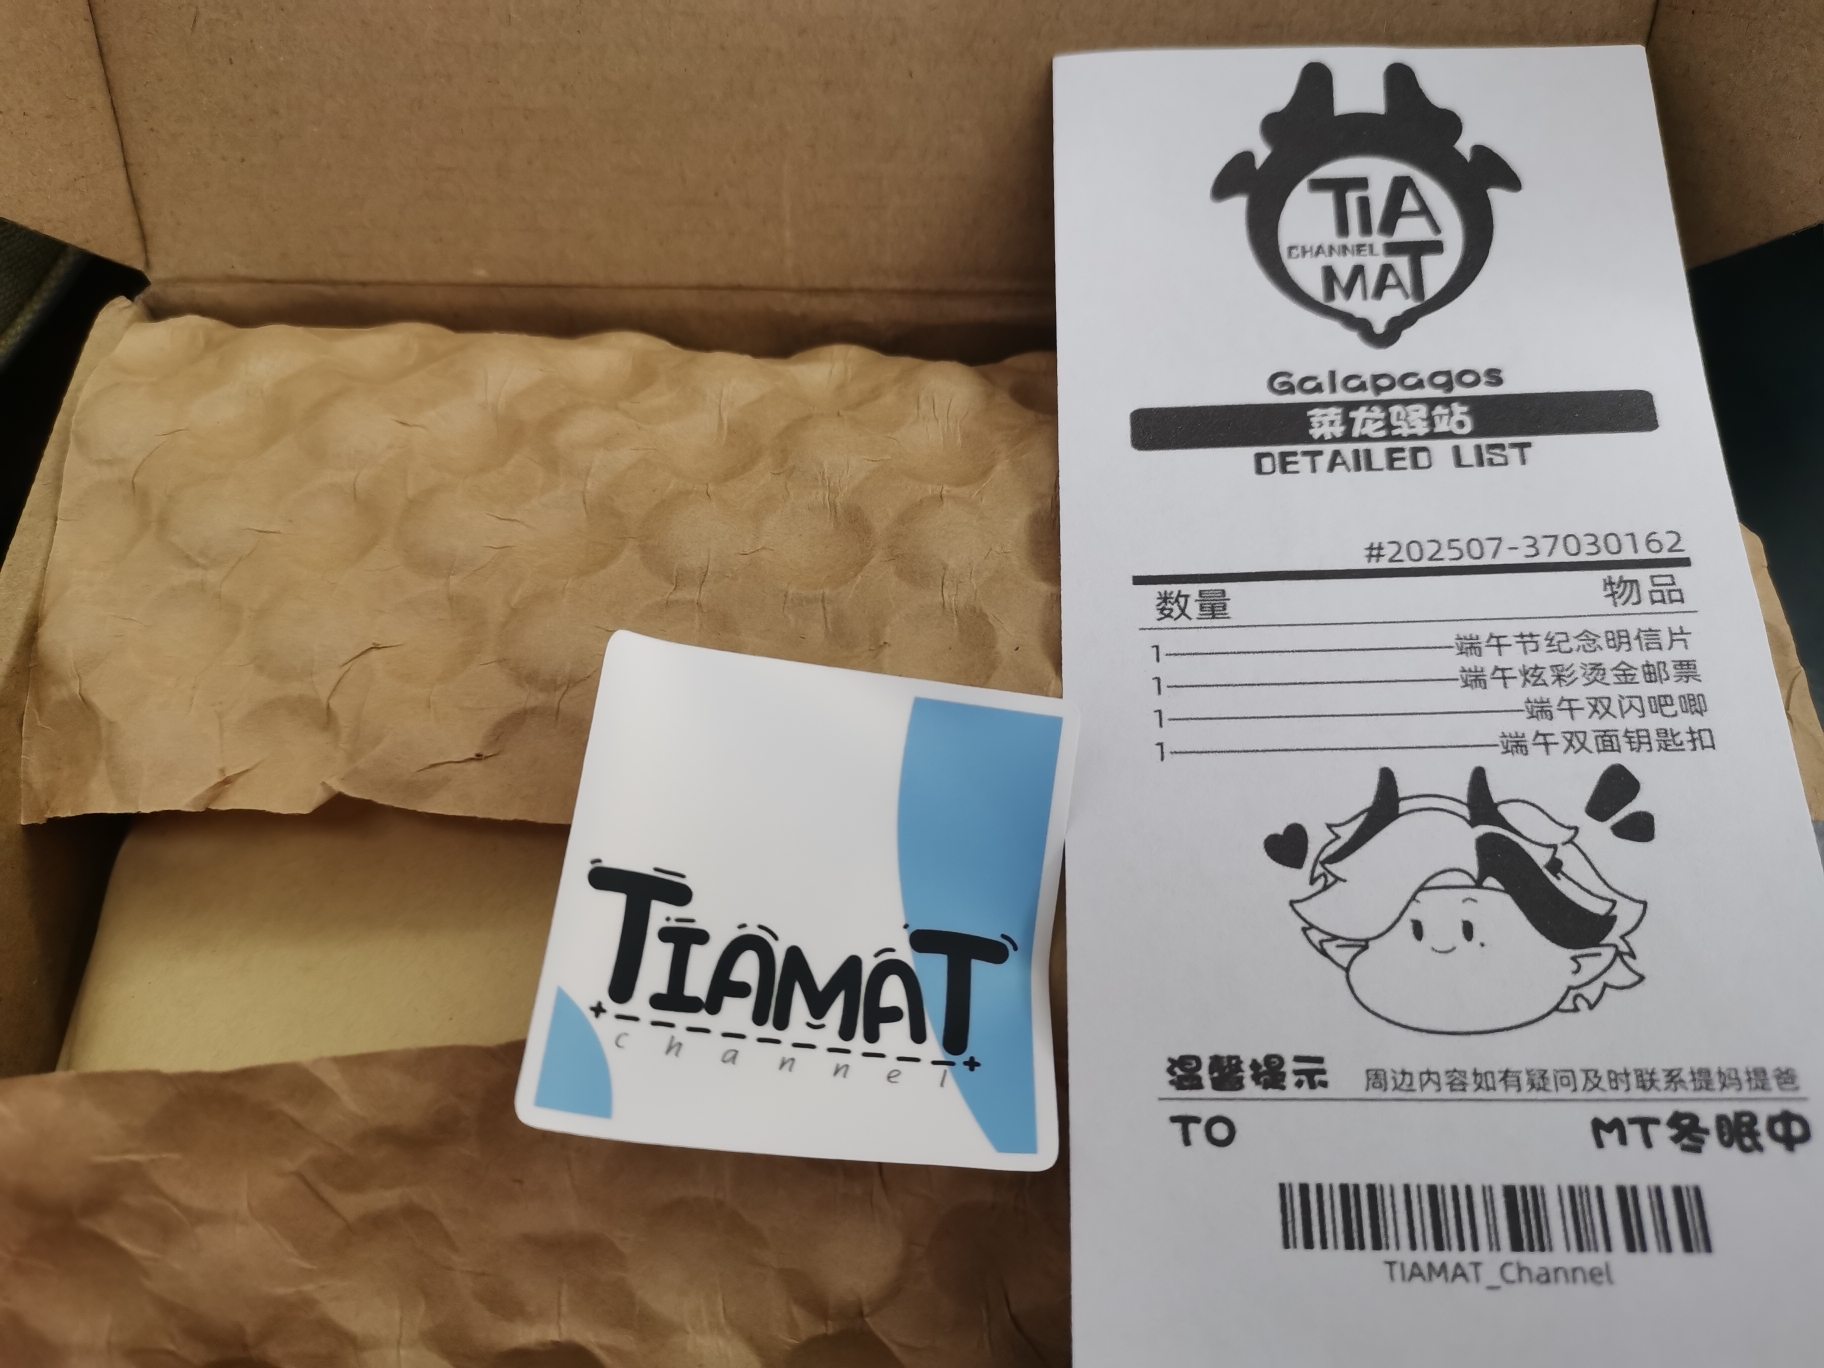 TIAMAT
channel
TIA
CHANNEL
MAT
Galapagos
菜龙驿站
DETAILED LIST
#202507-37030162
数量 物品
1 端午节纪念明信片
1 端午炫彩烫金邮票
1 端午双闪吧唧
1 端午双面钥匙扣
温馨提示 周边内容如有疑问及时联系提妈提爸
TO MT冬眠中
TIAMAT_Channel